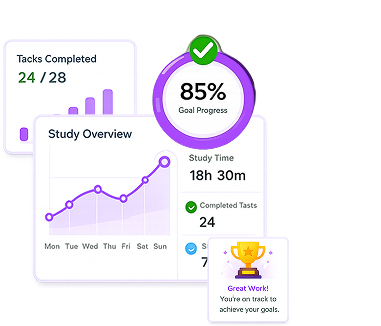 Tacks Completed
24 / 28
85%
Goal Progress
Study Overview
Mon Tue Wed Thu Fri Sat Sun
Study Time
18h 30m
Completed Tasts
24
S
7
Great Work!
You're on track to
achieve your goals.